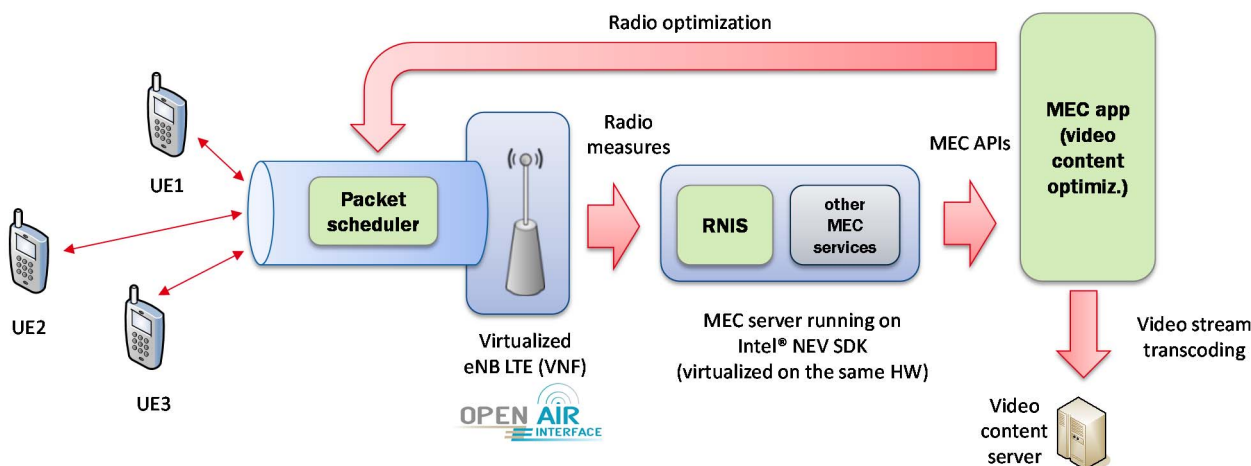 Radio optimization
UE1
UE2
UE3
Packet
scheduler
Virtualized
eNB LTE (VNF)
OPEN AIR
INTERFACE
Radio
measures
RNIS
other
MEC
services
MEC server running on
Intel® NEV SDK
(virtualized on the same HW)
MEC APIs
MEC app
(video
content
optimiz.)
Video stream
transcoding
Video
content
server